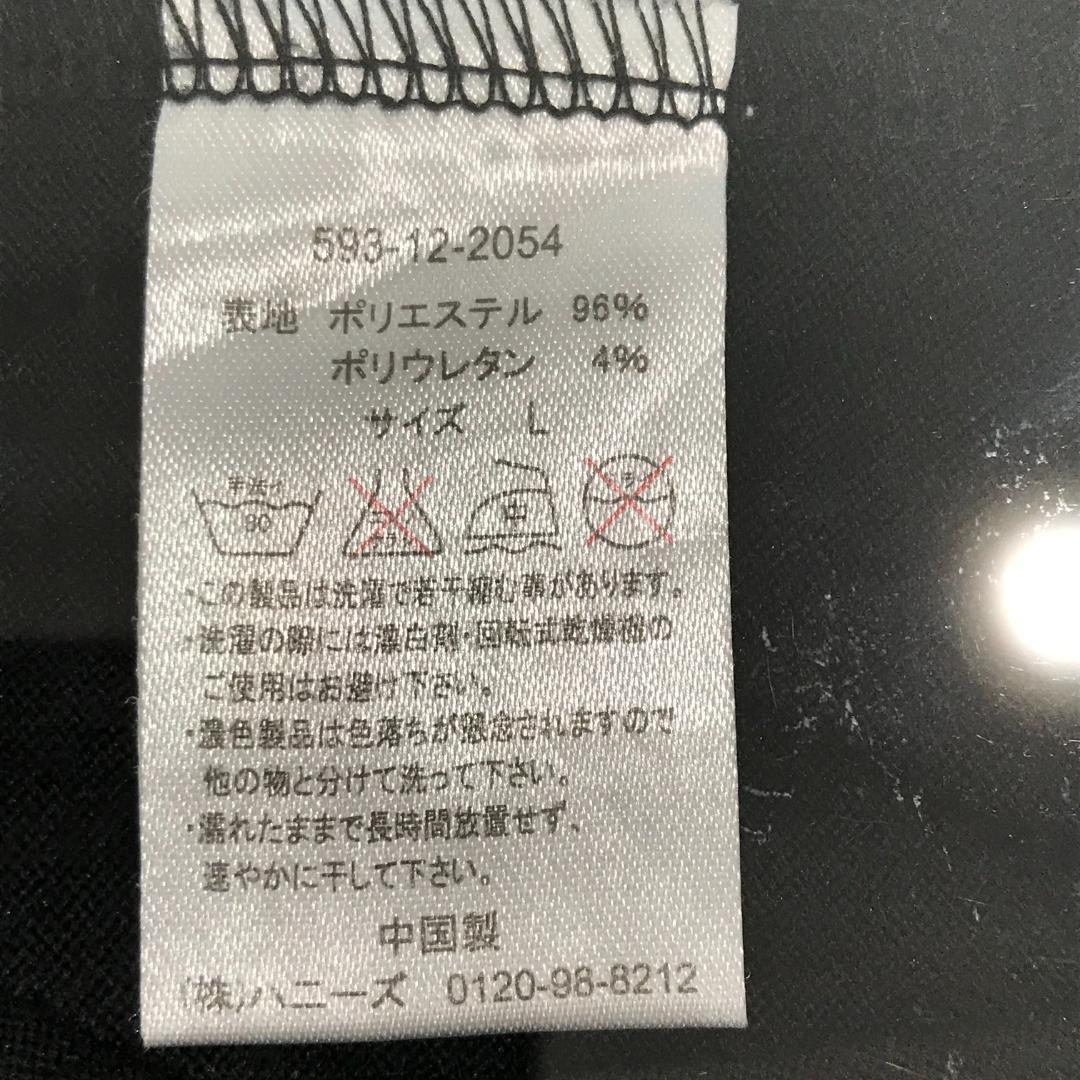 593-12-2054
表地 ポリエステル 96%
ポリウレタン 4%
サイズ L
手洗イ
30
中
・この製品は洗濯で若干縮む事があります。
・洗濯の際には漂白剤・回転式乾燥機の
ご使用はお避け下さい。
・濃色製品は色落ちが懸念されますので
他の物と分けて洗って下さい。
・濡れたままで長時間放置せず、
速やかに干して下さい。
中国製
(株)ハニーズ 0120-98-8212